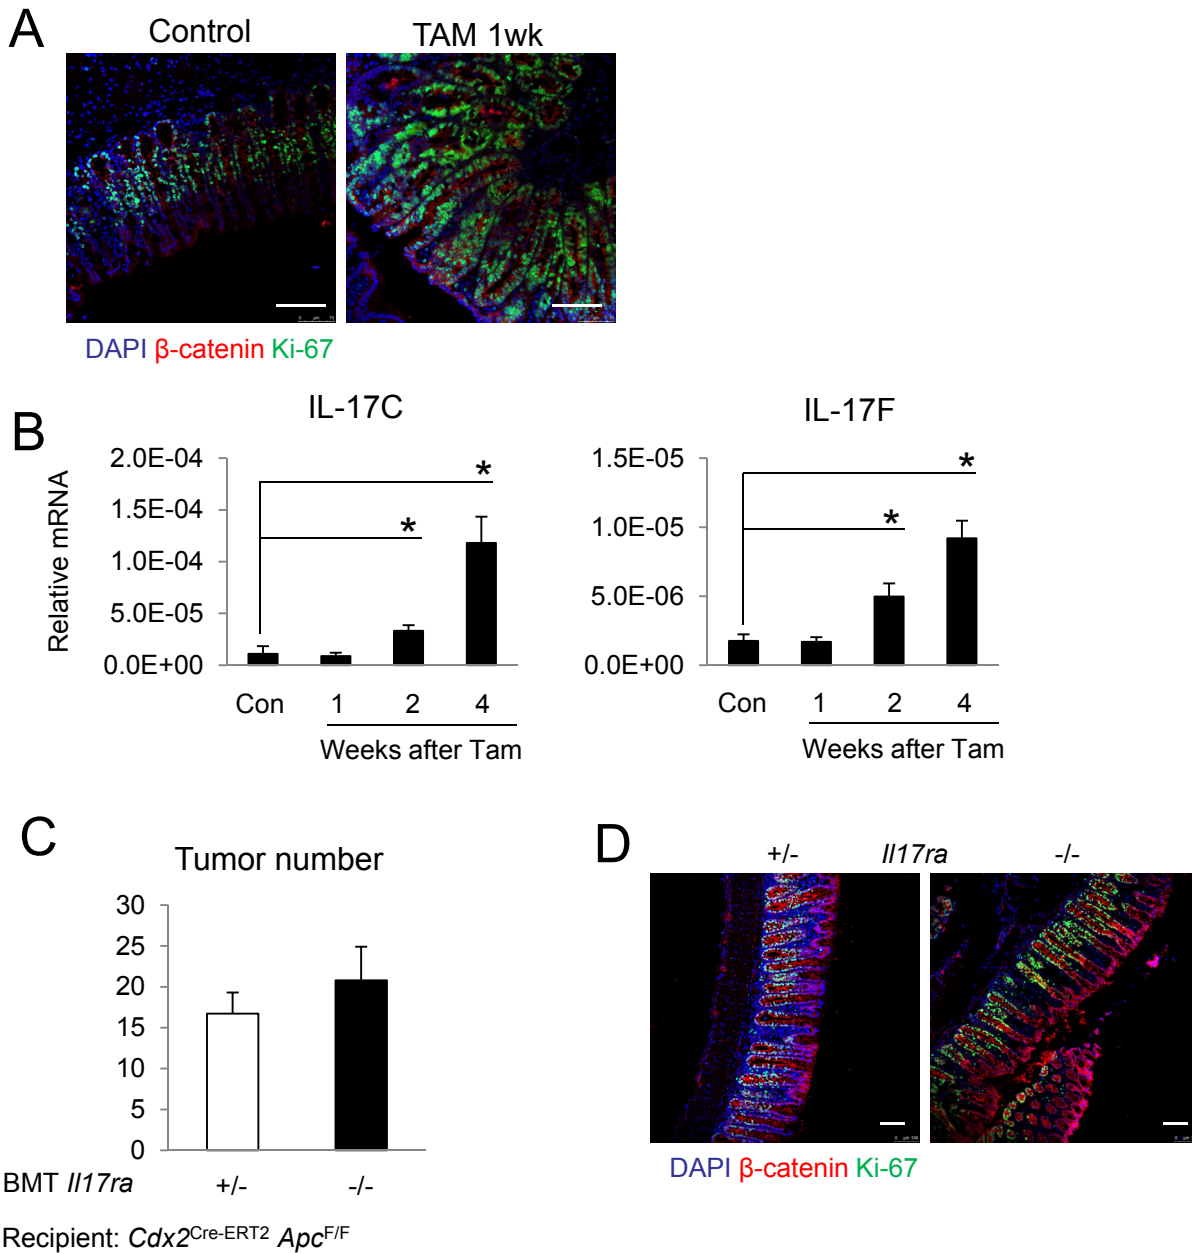 A
Control
TAM 1wk
DAPI β-catenin Ki-67
B
IL-17C
IL-17F
Relative mRNA
2.0E-04
1.5E-04
1.0E-04
5.0E-05
0.0E+00
*
*
Con
1
2
4
Weeks after Tam
1.5E-05
1.0E-05
5.0E-06
0.0E+00
*
*
Con
1
2
4
Weeks after Tam
C
Tumor number
30
25
20
15
10
5
0
BMT Il17ra +/- -/-
Recipient: Cdx2Cre-ERT2 ApcF/F
D
+/- Il17ra -/-
DAPI β-catenin Ki-67